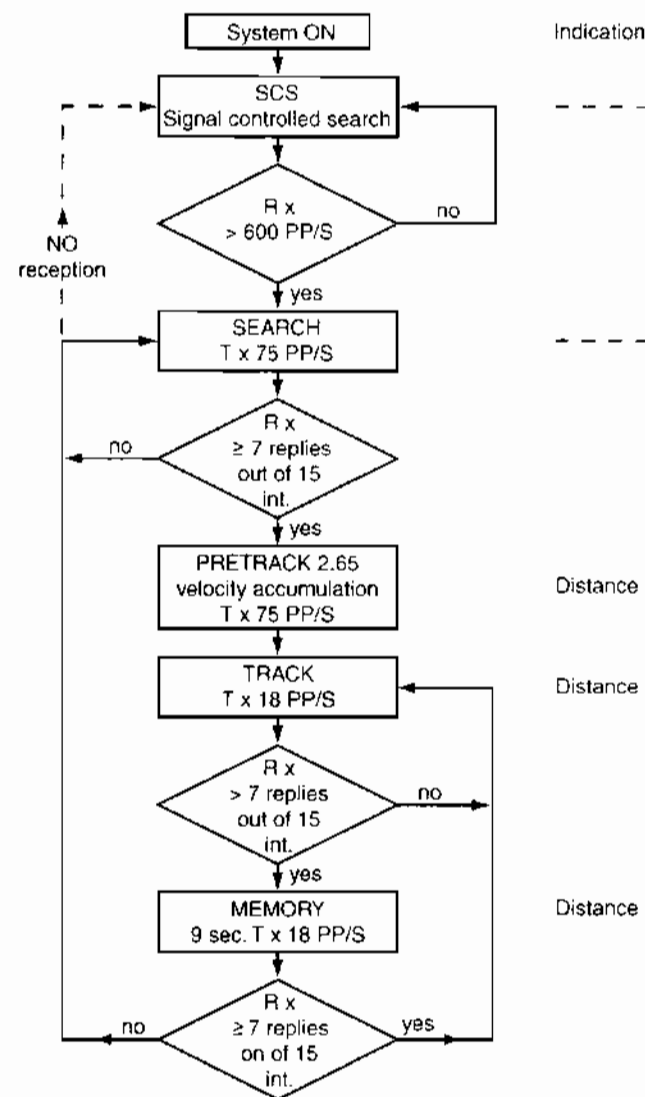 System ON
Indication
SCS
Signal controlled search
R x
> 600 PP/S
no
NO
reception
yes
SEARCH
T x 75 PP/S
R x
≥ 7 replies
out of 15
int.
no
yes
PRETRACK 2.65
velocity accumulation
T x 75 PP/S
Distance
TRACK
T x 18 PP/S
Distance
R x
> 7 replies
out of 15
int.
no
yes
MEMORY
9 sec. T x 18 PP/S
Distance
R x
≥ 7 replies
on of 15
int.
no
yes